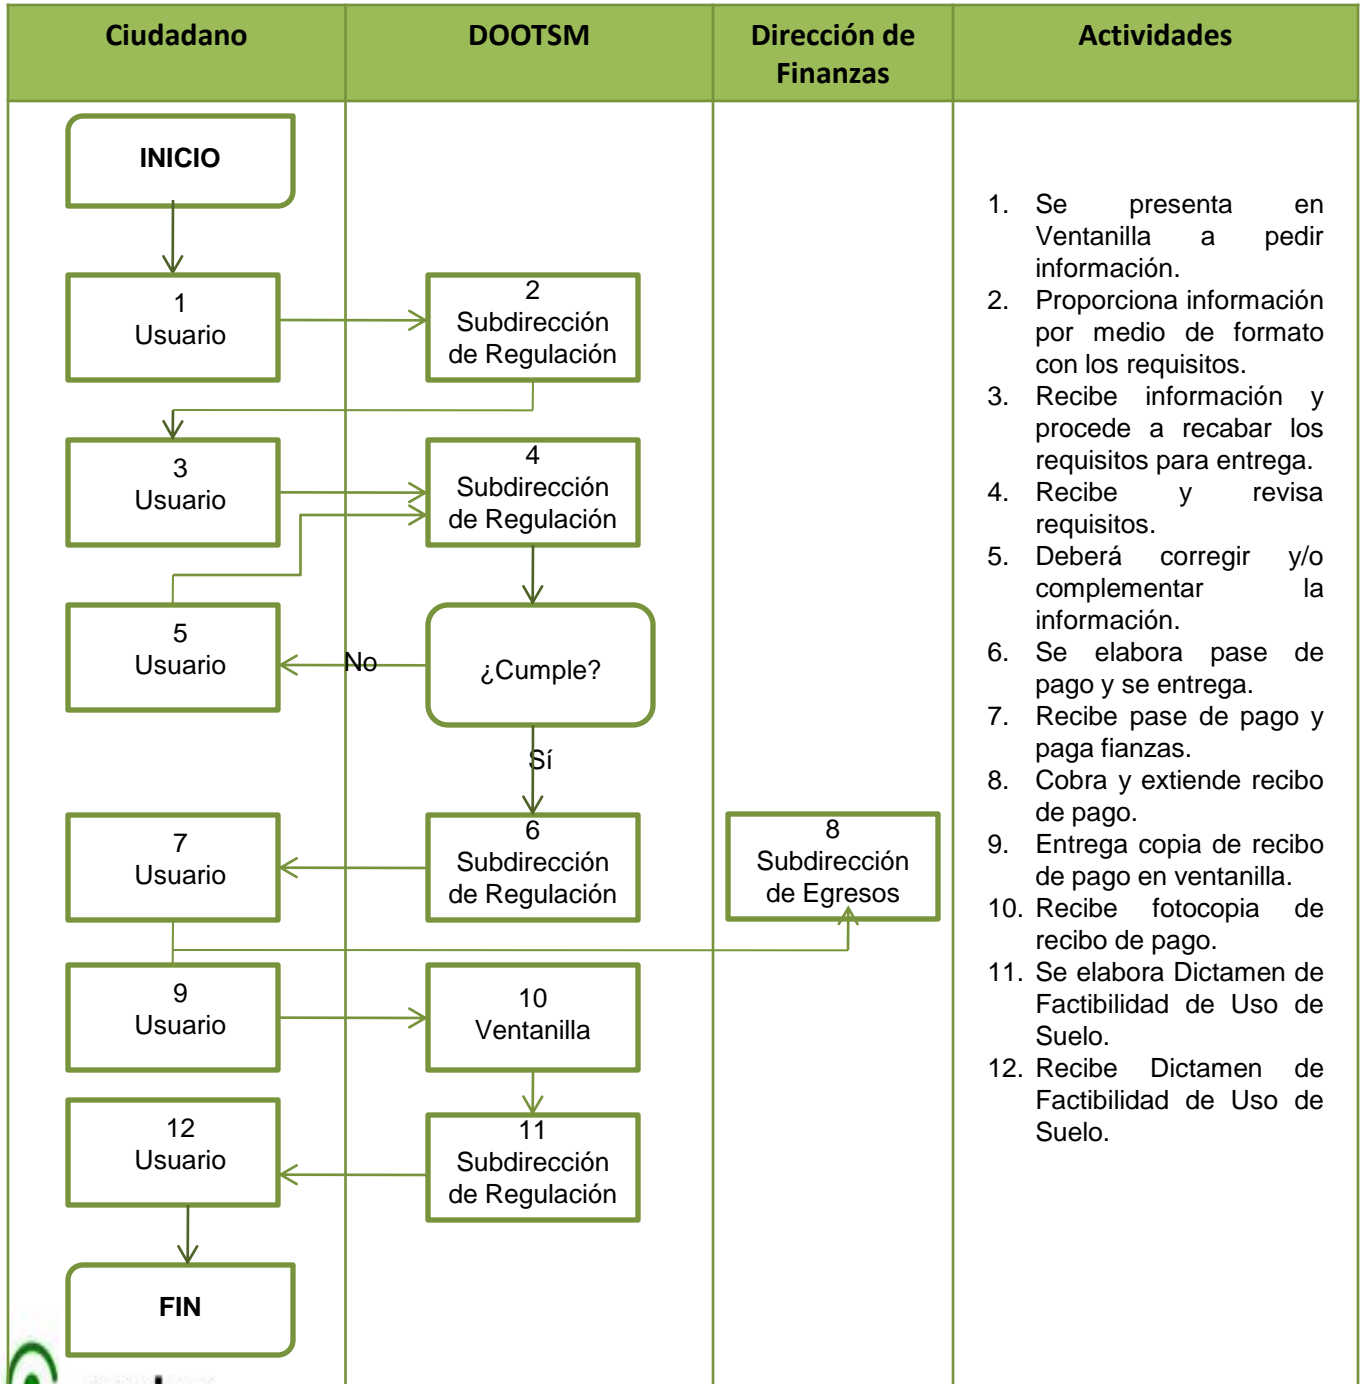 Ciudadano
DOOTSM
Dirección de
Finanzas
Actividades
INICIO
1
Usuario
2
Subdirección
de Regulación
3
Usuario
4
Subdirección
de Regulación
5
Usuario
No
¿Cumple?
Sí
7
Usuario
6
Subdirección
de Regulación
8
Subdirección
de Egresos
9
Usuario
10
Ventanilla
12
Usuario
11
Subdirección
de Regulación
FIN
1. Se presenta en
Ventanilla a pedir
información.
2. Proporciona información
por medio de formato
con los requisitos.
3. Recibe información y
procede a recabar los
requisitos para entrega.
4. Recibe y revisa
requisitos.
5. Deberá corregir y/o
complementar la
información.
6. Se elabora pase de
pago y se entrega.
7. Recibe pase de pago y
paga fianzas.
8. Cobra y extiende recibo
de pago.
9. Entrega copia de recibo
de pago en ventanilla.
10. Recibe fotocopia de
recibo de pago.
11. Se elabora Dictamen de
Factibilidad de Uso de
Suelo.
12. Recibe Dictamen de
Factibilidad de Uso de
Suelo.